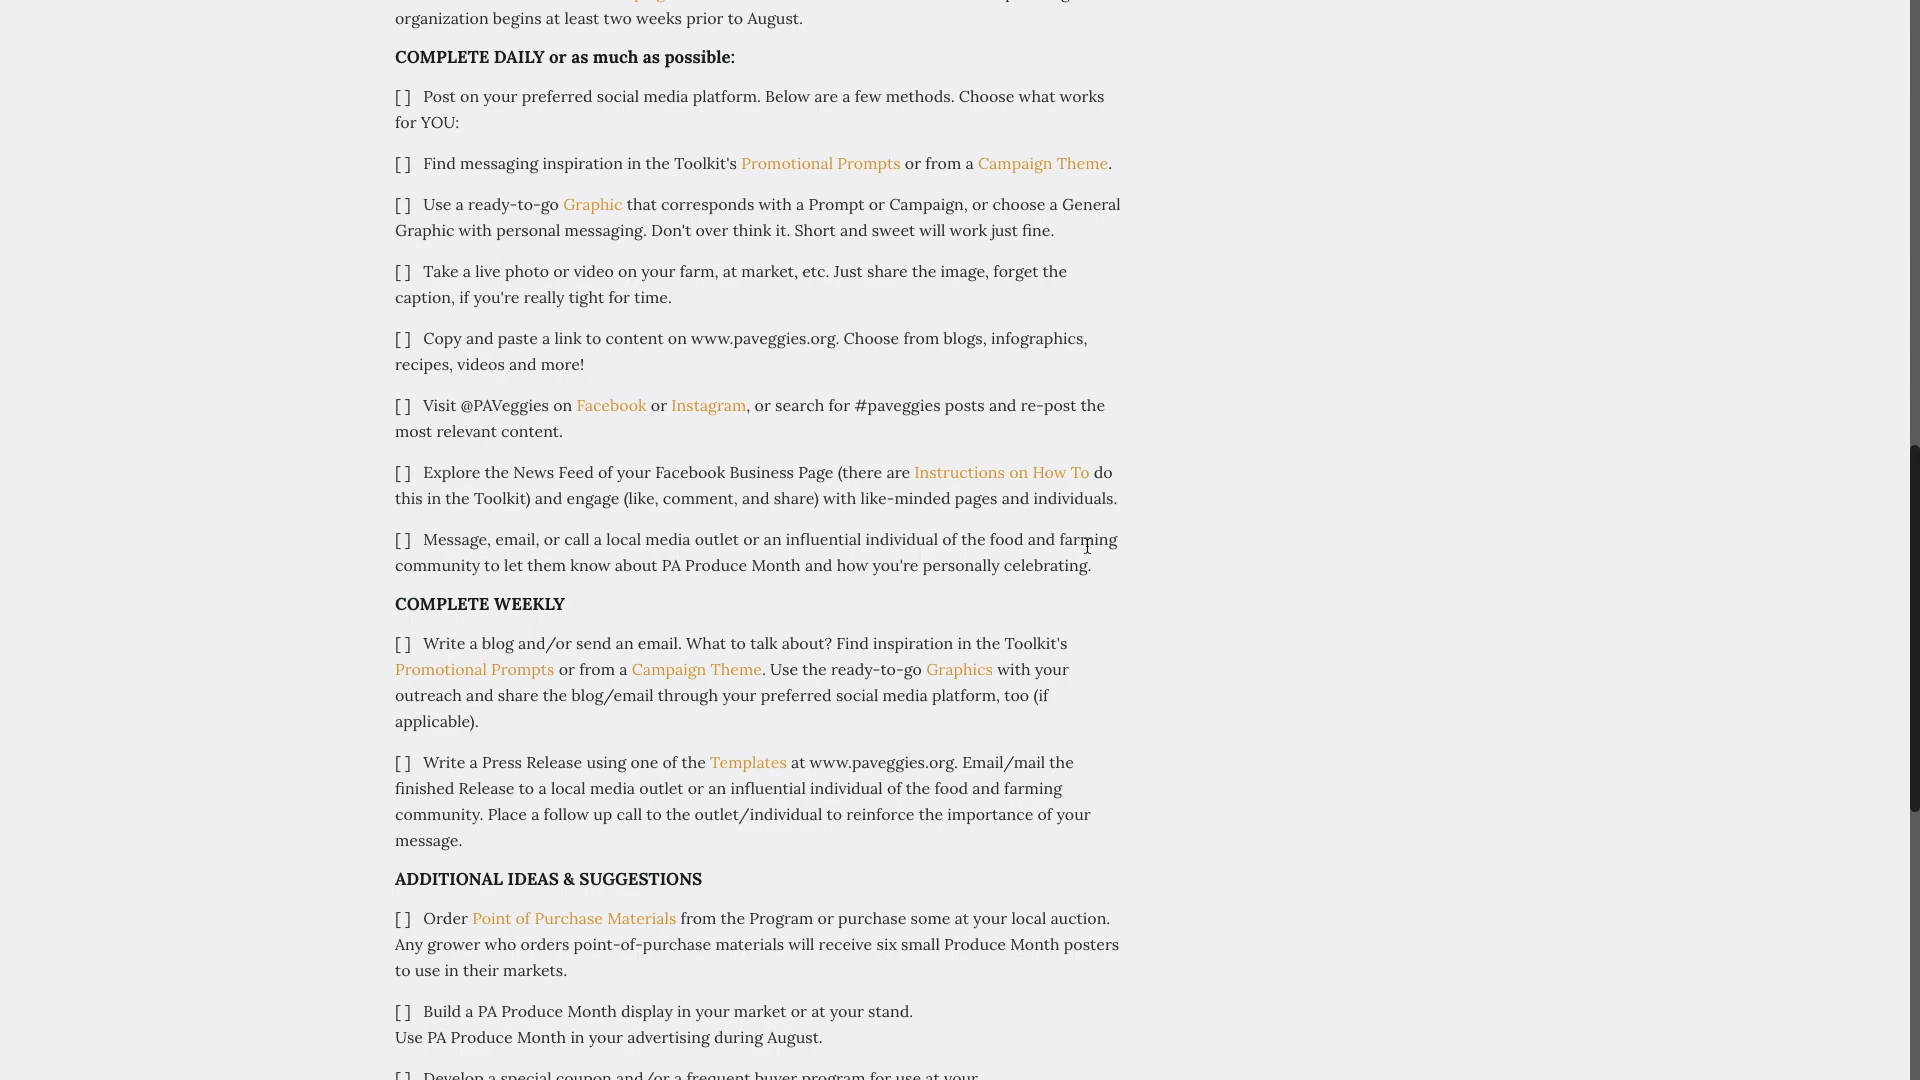 organization begins at least two weeks prior to August.
COMPLETE DAILY or as much as possible:
[ ] Post on your preferred social media platform. Below are a few methods. Choose what works
for YOU:
[ ] Find messaging inspiration in the Toolkit's Promotional Prompts or from a Campaign Theme.
[ ] Use a ready-to-go Graphic that corresponds with a Prompt or Campaign, or choose a General
Graphic with personal messaging. Don't over think it. Short and sweet will work just fine.
[ ] Take a live photo or video on your farm, at market, etc. Just share the image, forget the
caption, if you're really tight for time.
[ ] Copy and paste a link to content on www.paveggies.org. Choose from blogs, infographics,
recipes, videos and more!
[ ] Visit @PAVeggies on Facebook or Instagram, or search for #paveggies posts and re-post the
most relevant content.
[ ] Explore the News Feed of your Facebook Business Page (there are Instructions on How To do
this in the Toolkit) and engage (like, comment, and share) with like-minded pages and individuals.
[ ] Message, email, or call a local media outlet or an influential individual of the food and farming
community to let them know about PA Produce Month and how you're personally celebrating.
COMPLETE WEEKLY
[ ] Write a blog and/or send an email. What to talk about? Find inspiration in the Toolkit's
Promotional Prompts or from a Campaign Theme. Use the ready-to-go Graphics with your
outreach and share the blog/email through your preferred social media platform, too (if
applicable).
[ ] Write a Press Release using one of the Templates at www.paveggies.org. Email/mail the
finished Release to a local media outlet or an influential individual of the food and farming
community. Place a follow up call to the outlet/individual to reinforce the importance of your
message.
ADDITIONAL IDEAS & SUGGESTIONS
[ ] Order Point of Purchase Materials from the Program or purchase some at your local auction.
Any grower who orders point-of-purchase materials will receive six small Produce Month posters
to use in their markets.
[ ] Build a PA Produce Month display in your market or at your stand.
Use PA Produce Month in your advertising during August.
[ ] Develop a special coupon and/or a frequent buyer program for use at your